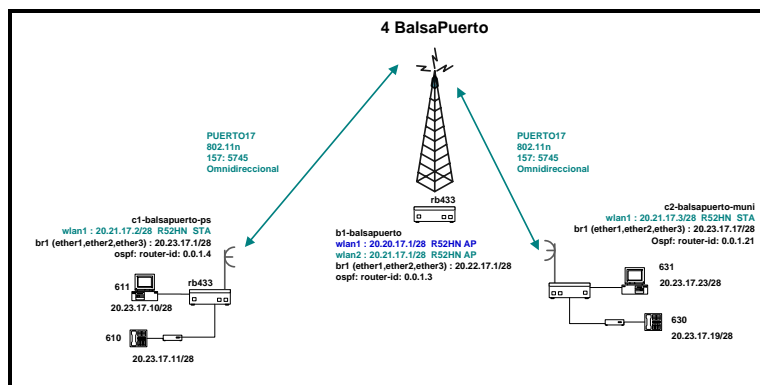 4 BalsaPuerto
PUERTO17
802.11n
157: 5745
Omnidireccional
PUERTO17
802.11n
157: 5745
Omnidireccional
rb433
c1-balsapuerto-ps
wlan1 : 20.21.17.2/28 R52HN STA
br1 (ether1,ether2,ether3) : 20.23.17.1/28
ospf: router-id: 0.0.1.4
b1-balsapuerto
wlan1 : 20.20.17.1/28 R52HN AP
wlan2 : 20.21.17.1/28 R52HN AP
br1 (ether1,ether2,ether3) : 20.22.17.1/28
ospf: router-id: 0.0.1.3
c2-balsapuerto-muni
wlan1 : 20.21.17.3/28 R52HN STA
br1 (ether1,ether2,ether3) : 20.23.17.17/28
Ospf: router-id: 0.0.1.21
611
rb433
20.23.17.10/28
610
20.23.17.11/28
631
20.23.17.23/28
630
20.23.17.19/28